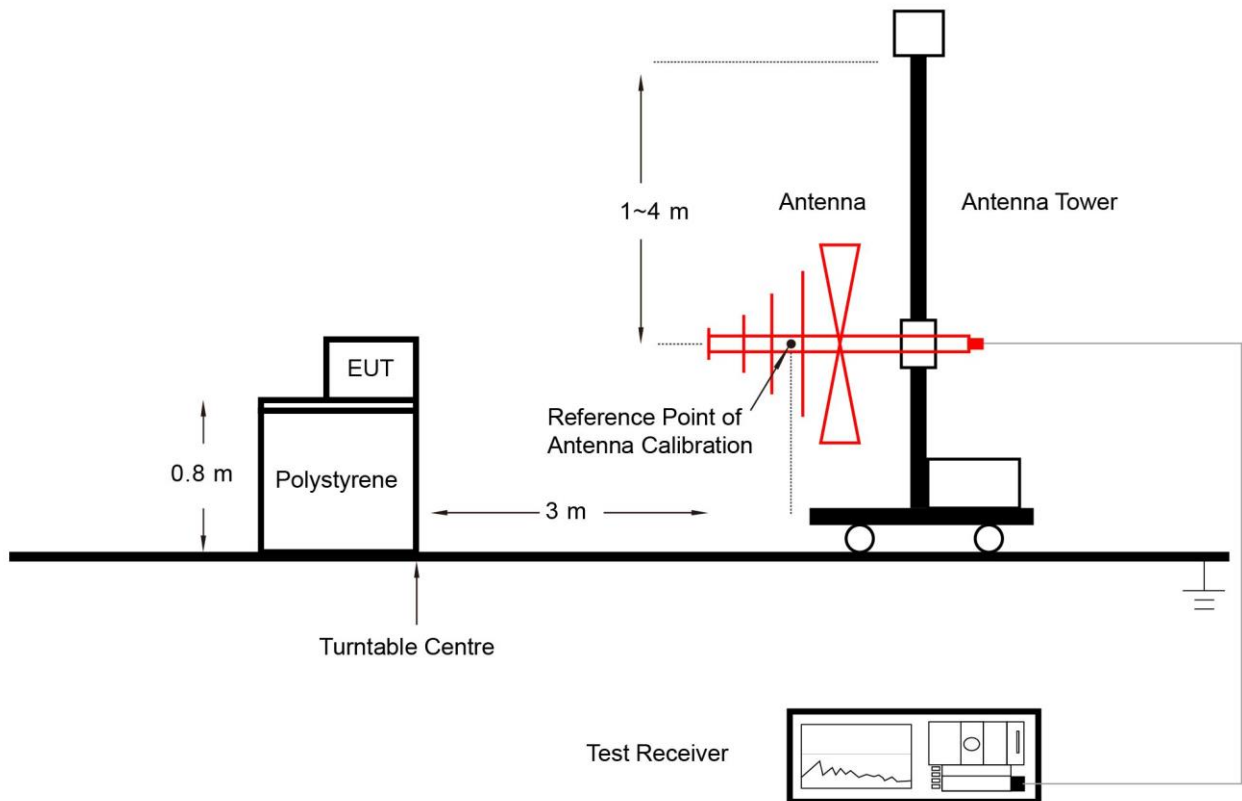 1~4 m
Antenna
Antenna Tower
EUT
Reference Point of
Antenna Calibration
0.8 m
Polystyrene
3 m
Turntable Centre
Test Receiver